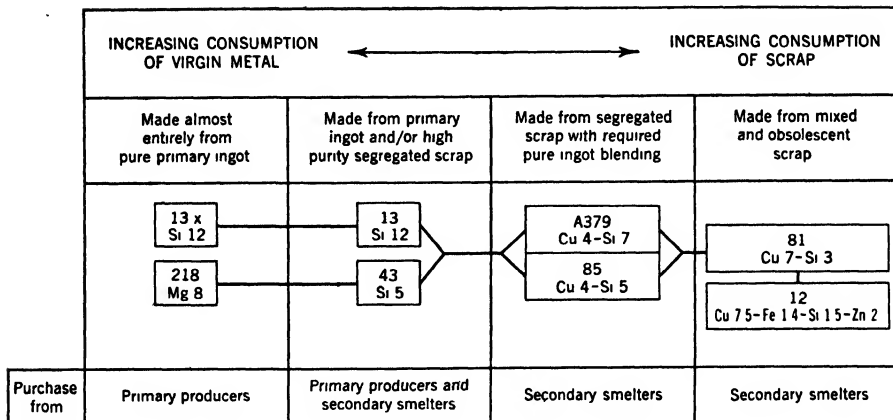 INCREASING CONSUMPTION
OF VIRGIN METAL
INCREASING CONSUMPTION
OF SCRAP
Made almost
entirely from
pure primary ingot
Made from primary
ingot and/or high
purity segregated scrap
Made from segregated
scrap with required
pure ingot blending
Made from mixed
and obsolescent
scrap
13 x
Si 12
13
Si 12
A379
Cu 4-Si 7
81
Cu 7-Si 3
218
Mg 8
43
Si 5
85
Cu 4-Si 5
12
Cu 7 5-Fe 1 4-Si 1 5-Zn 2
Purchase
from
Primary producers
Primary producers and
secondary smelters
Secondary smelters
Secondary smelters